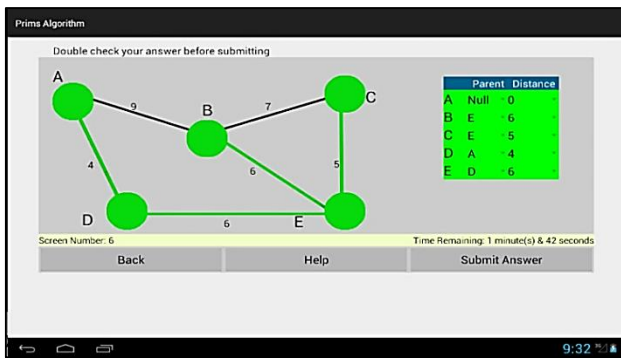 Prims Algorithm
Double check your answer before submitting
A
B
C
D
E
9
7
4
6
5
6
Parent Distance
A Null 0
B E 6
C E 5
D A 4
E D 6
Screen Number: 6
Time Remaining: 1 minute(s) & 42 seconds
Back
Help
Submit Answer
9:32